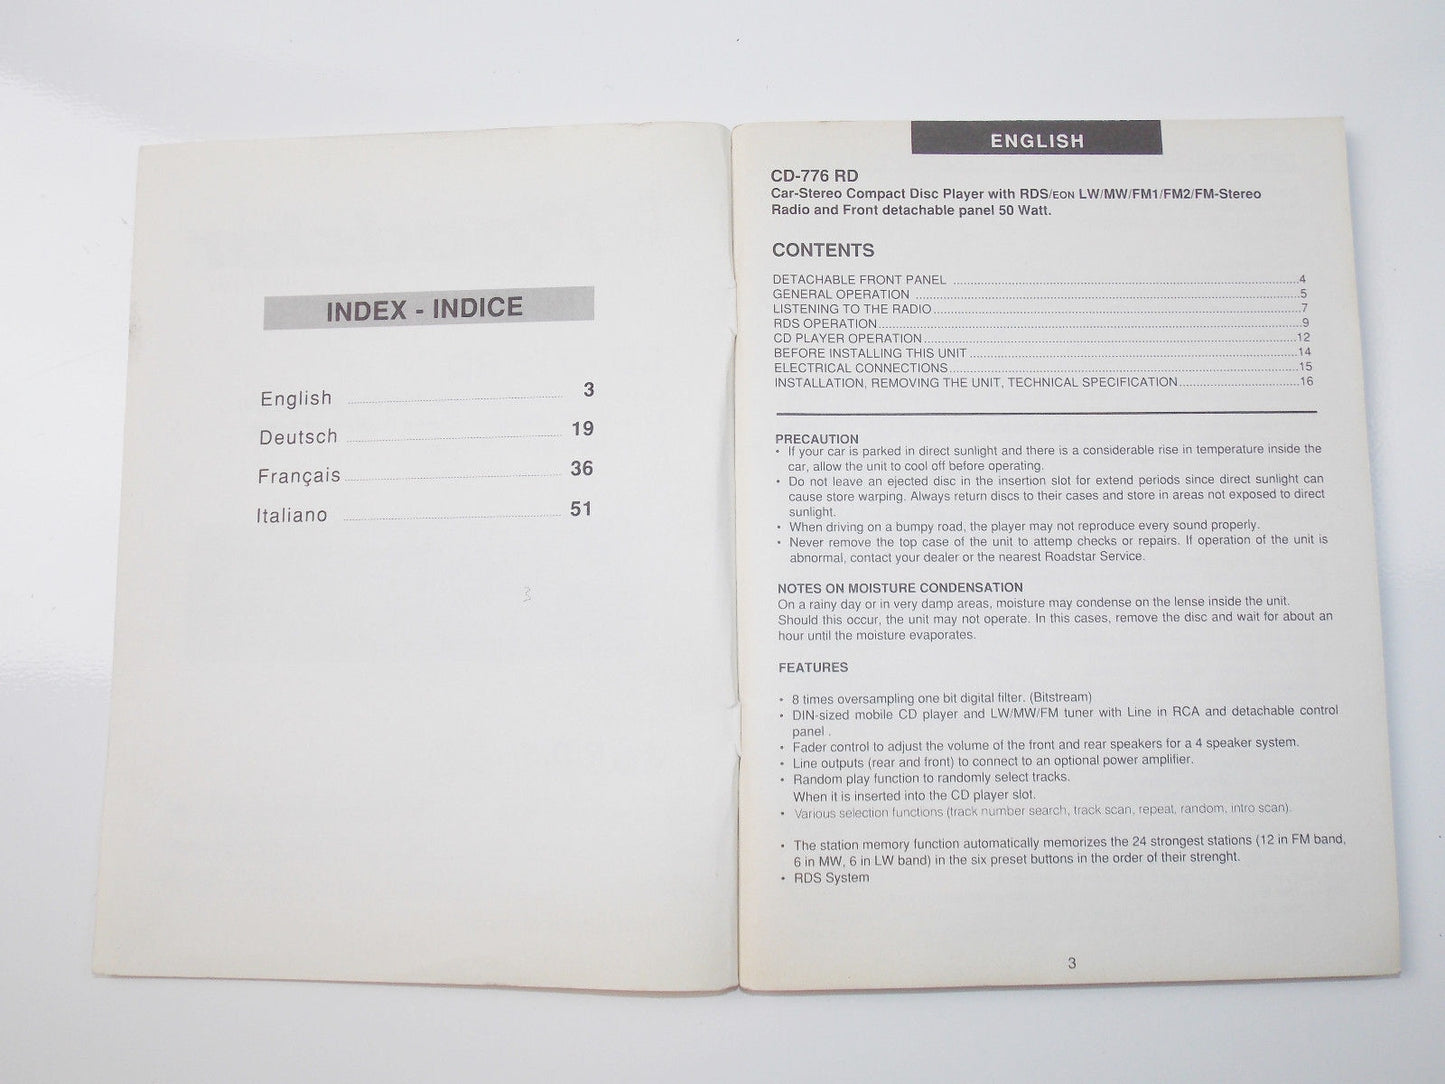 INDEX - INDICE
English ........ 3
Deutsch ........ 19
Français ........ 36
Italiano ........ 51
3
ENGLISH
CD-776 RD
Car-Stereo Compact Disc Player with RDS/EON LW/MW/FM1/FM2/FM-Stereo
Radio and Front detachable panel 50 Watt.
CONTENTS
DETACHABLE FRONT PANEL ........ 4
GENERAL OPERATION ........ 5
LISTENING TO THE RADIO ........ 7
RDS OPERATION ........ 9
CD PLAYER OPERATION ........ 12
BEFORE INSTALLING THIS UNIT ........ 14
ELECTRICAL CONNECTIONS ........ 15
INSTALLATION, REMOVING THE UNIT, TECHNICAL SPECIFICATION ........ 16
PRECAUTION
• If your car is parked in direct sunlight and there is a considerable rise in temperature inside the
car, allow the unit to cool off before operating.
• Do not leave an ejected disc in the insertion slot for extend periods since direct sunlight can
cause store warping. Always return discs to their cases and store in areas not exposed to direct
sunlight.
• When driving on a bumpy road, the player may not reproduce every sound properly.
• Never remove the top case of the unit to attemp checks or repairs. If operation of the unit is
abnormal, contact your dealer or the nearest Roadstar Service.
NOTES ON MOISTURE CONDENSATION
On a rainy day or in very damp areas, moisture may condense on the lense inside the unit.
Should this occur, the unit may not operate. In this cases, remove the disc and wait for about an
hour until the moisture evaporates.
FEATURES
• 8 times oversampling one bit digital filter. (Bitstream)
• DIN-sized mobile CD player and LW/MW/FM tuner with Line in RCA and detachable control
panel .
• Fader control to adjust the volume of the front and rear speakers for a 4 speaker system.
• Line outputs (rear and front) to connect to an optional power amplifier.
• Random play function to randomly select tracks.
When it is inserted into the CD player slot.
• Various selection functions (track number search, track scan, repeat, random, intro scan).
• The station memory function automatically memorizes the 24 strongest stations (12 in FM band,
6 in MW, 6 in LW band) in the six preset buttons in the order of their strenght.
• RDS System
3